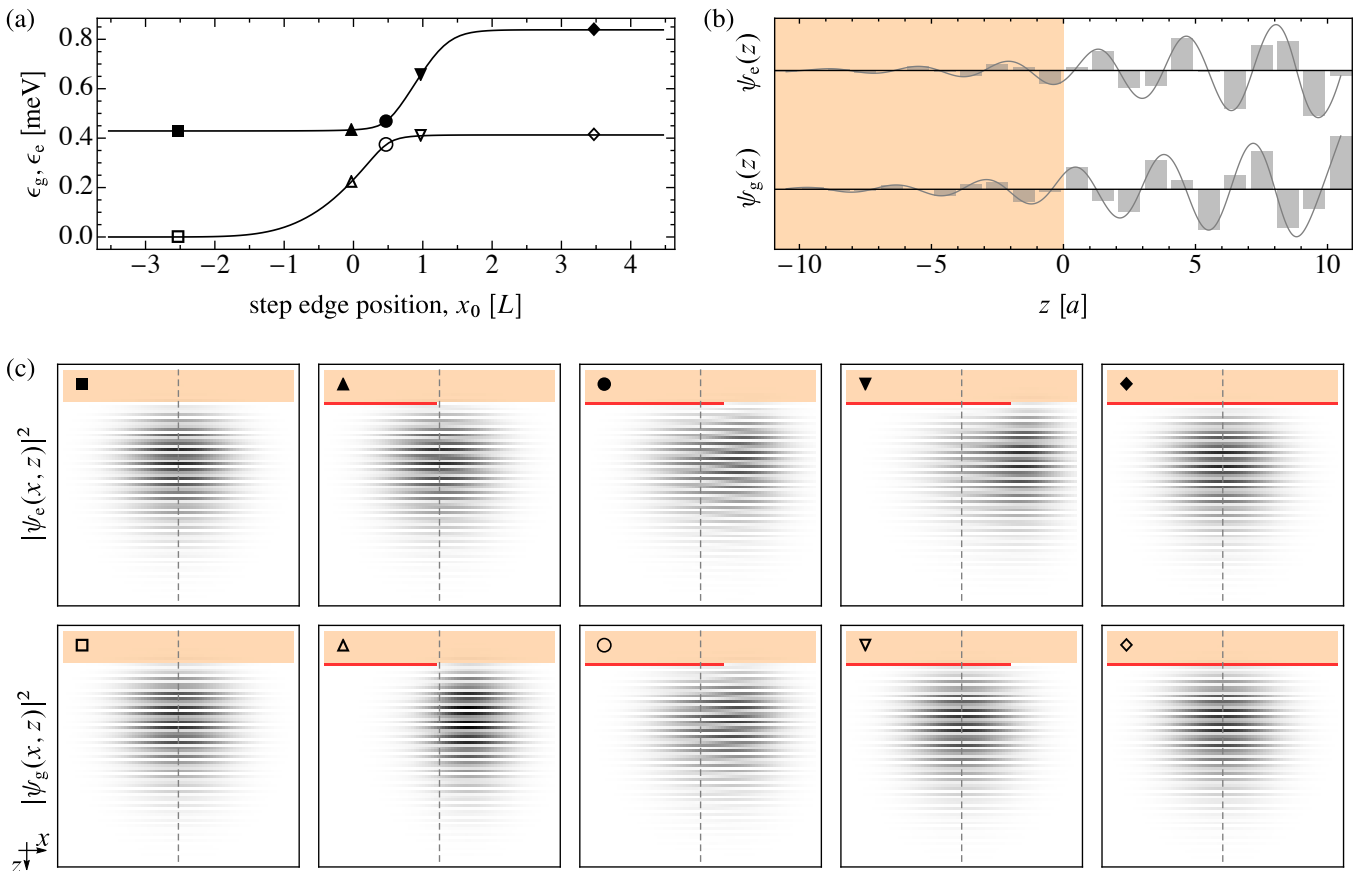 (a)
ϵg, ϵe [meV]
0.8
0.6
0.4
0.2
0.0
−3 −2 −1 0 1 2 3 4
step edge position, x0 [L]
(b)
ψe(z)
ψg(z)
−10 −5 0 5 10
z [a]
(c)
|ψe(x, z)|²
|ψg(x, z)|²
x
z